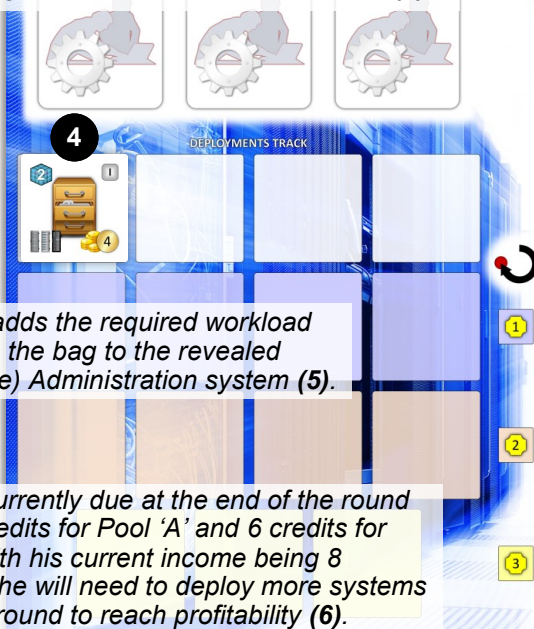 4
DEPLOYMENTS TRACK
2 I
4
1
adds the required workload
the bag to the revealed
e) Administration system (5).
2
urrently due at the end of the round
edits for Pool ‘A’ and 6 credits for
th his current income being 8
he will need to deploy more systems
round to reach profitability (6).
3